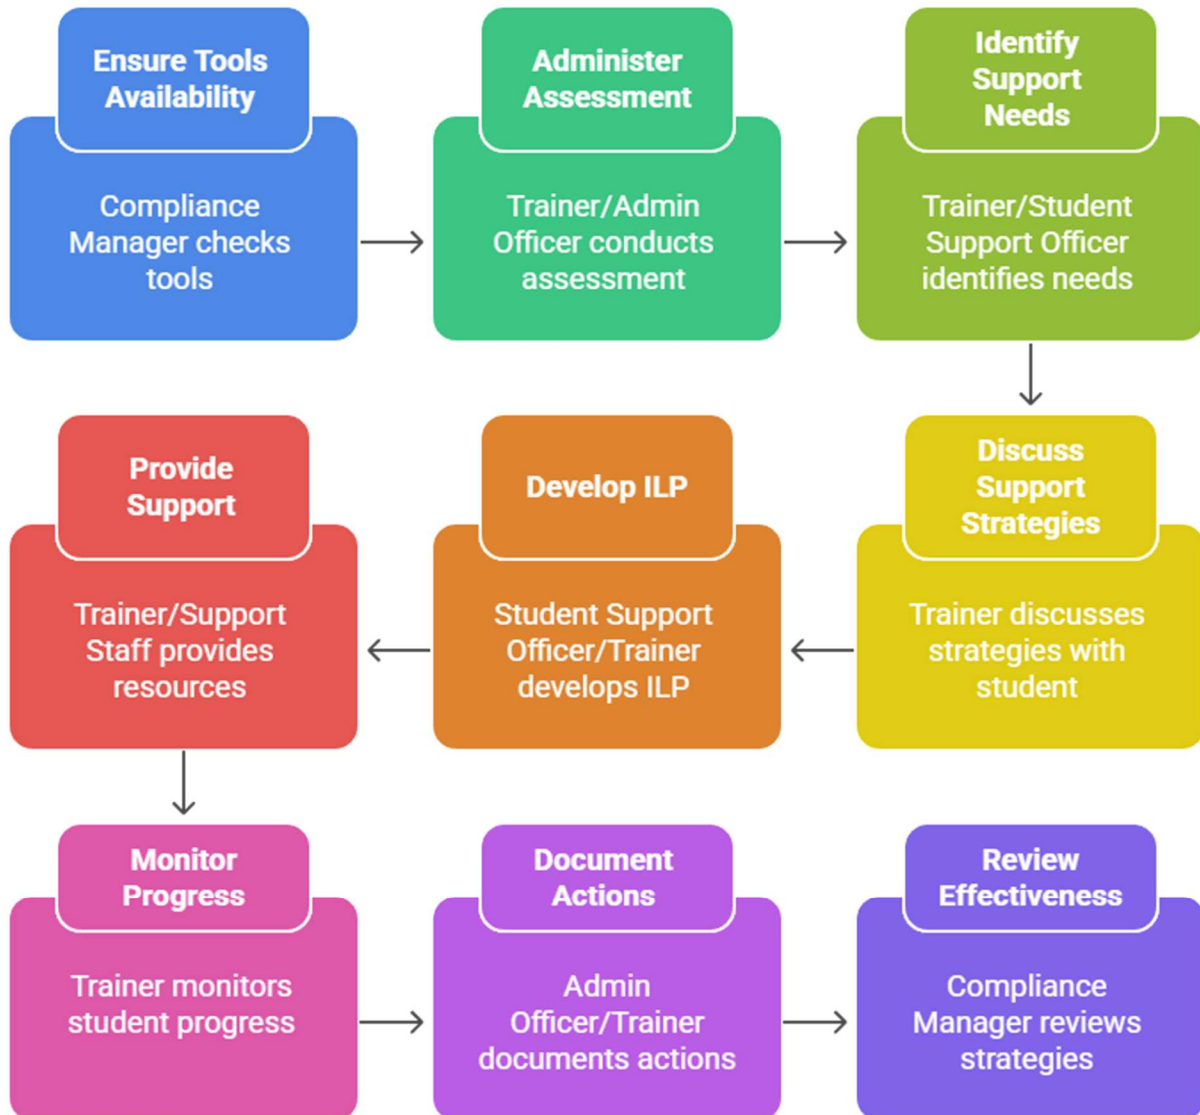 Ensure Tools
Availability
Compliance
Manager checks
tools
Administer
Assessment
Trainer/Admin
Officer conducts
assessment
Identify
Support
Needs
Trainer/Student
Support Officer
identifies needs
Discuss
Support
Strategies
Trainer discusses
strategies with
student
Develop ILP
Student Support
Officer/Trainer
develops ILP
Provide
Support
Trainer/Support
Staff provides
resources
Monitor
Progress
Trainer monitors
student progress
Document
Actions
Admin
Officer/Trainer
documents actions
Review
Effectiveness
Compliance
Manager reviews
strategies